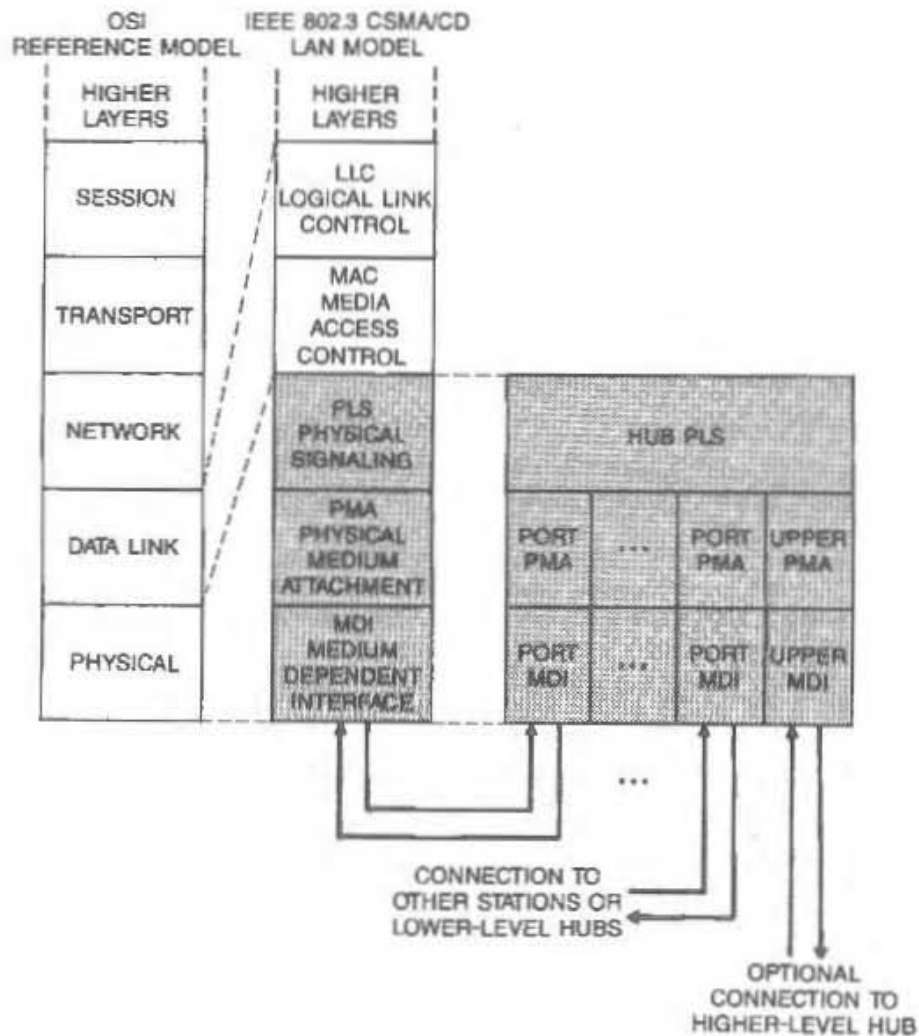 OSI
REFERENCE MODEL
IEEE 802.3 CSMA/CD
LAN MODEL
HIGHER
LAYERS
SESSION
TRANSPORT
NETWORK
DATA LINK
PHYSICAL
HIGHER
LAYERS
LLC
LOGICAL LINK
CONTROL
MAC
MEDIA
ACCESS
CONTROL
PLS
PHYSICAL
SIGNALING
PMA
PHYSICAL
MEDIUM
ATTACHMENT
MDI
MEDIUM
DEPENDENT
INTERFACE
HUB PLS
PORT
PMA
...
PORT
PMA
UPPER
PMA
PORT
MDI
...
PORT
MDI
UPPER
MDI
...
CONNECTION TO
OTHER STATIONS OR
LOWER-LEVEL HUBS
OPTIONAL
CONNECTION TO
HIGHER-LEVEL HUB